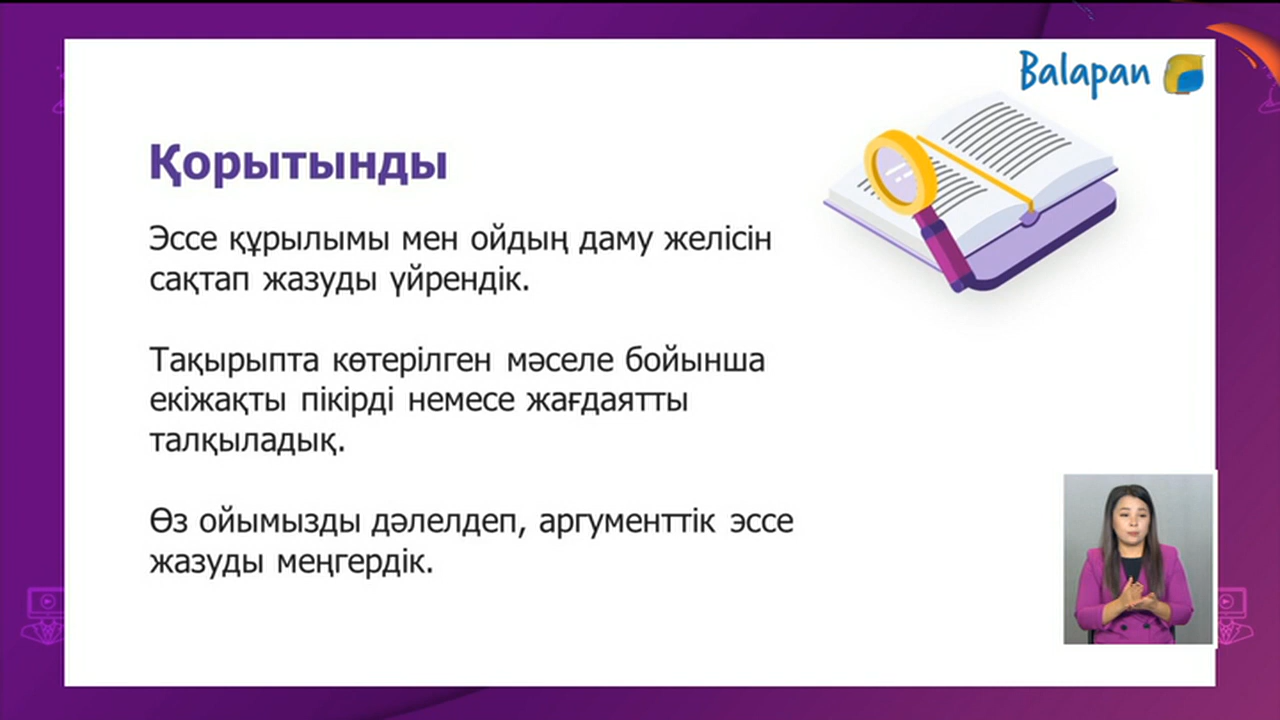 Balapan
Қорытынды
Эссе құрылымы мен ойдың даму желісін
сақтап жазуды үйрендік.
Тақырыпта көтерілген мәселе бойынша
екіжақты пікірді немесе жағдаятты
талқыладық.
Өз ойымызды дәлелдеп, аргументтік эссе
жазуды меңгердік.